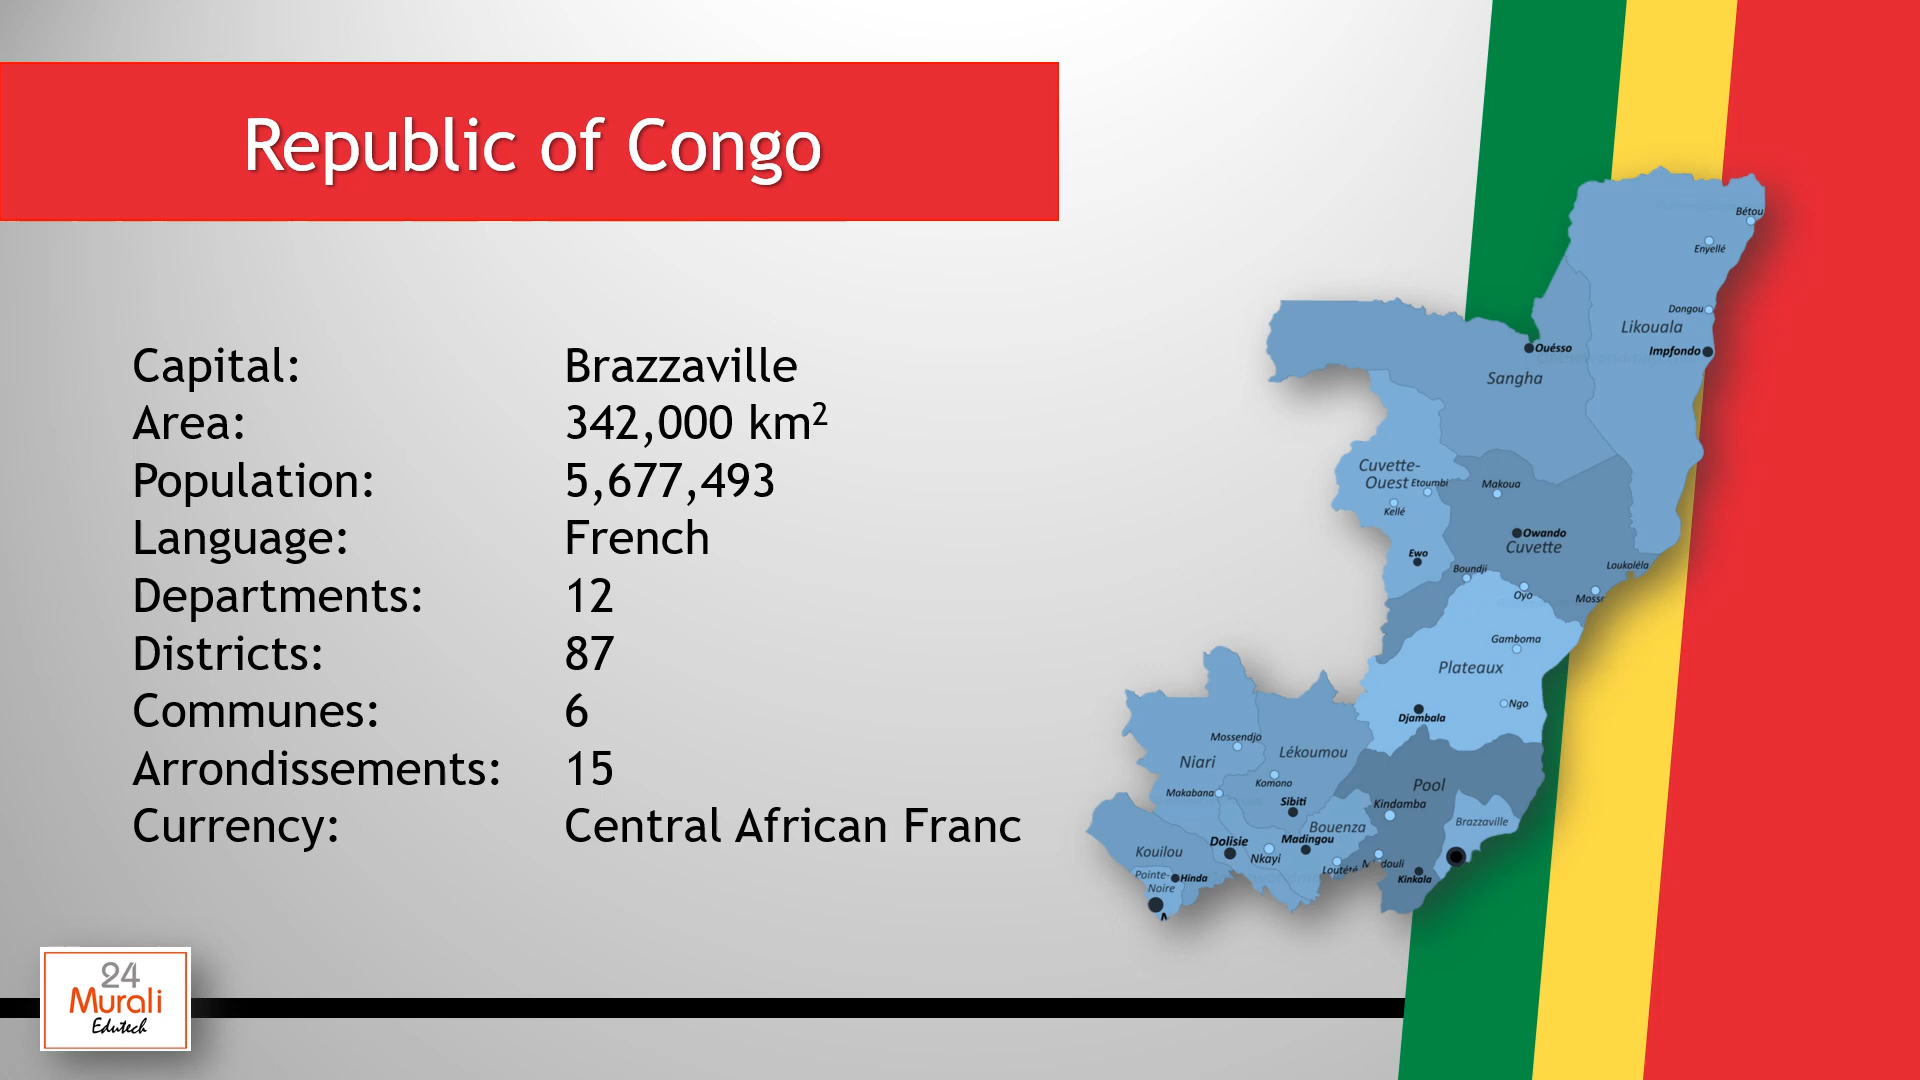 Republic of Congo
Capital: Brazzaville
Area: 342,000 km²
Population: 5,677,493
Language: French
Departments: 12
Districts: 87
Communes: 6
Arrondissements: 15
Currency: Central African Franc
Bétou
Enyellé
Dongou
Likouala
Impfondo
Ouésso
Sangha
Cuvette-
Ouest
Etoumbi
Makoua
Kellé
Owando
Cuvette
Ewo
Boundji
Loukoléla
Oyo
Gamboma
Plateaux
Ngo
Djambala
Mossendjo
Lékoumou
Niari
Komono
Makabana
Sibiti
Pool
Kindamba
Bouenza
Brazzaville
Dolisie
Madingou
Kouilou
Nkayi
Loutété
Pointe-
Noire
Hinda
Kinkala
24
Murali
Edutech